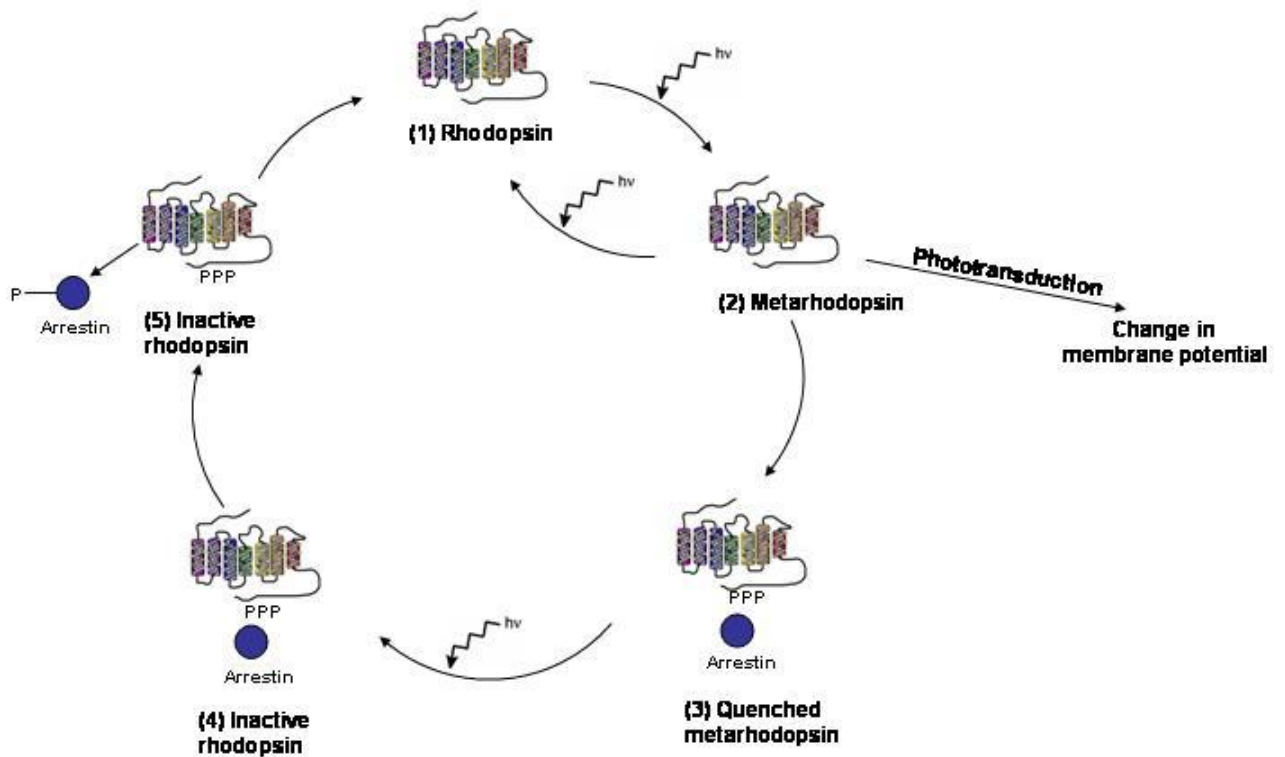 hν
(1) Rhodopsin
hν
PPP
P
Arrestin
(5) Inactive
rhodopsin
(2) Metarhodopsin
Phototransduction
Change in
membrane potential
PPP
Arrestin
(4) Inactive
rhodopsin
hν
PPP
Arrestin
(3) Quenched
metarhodopsin